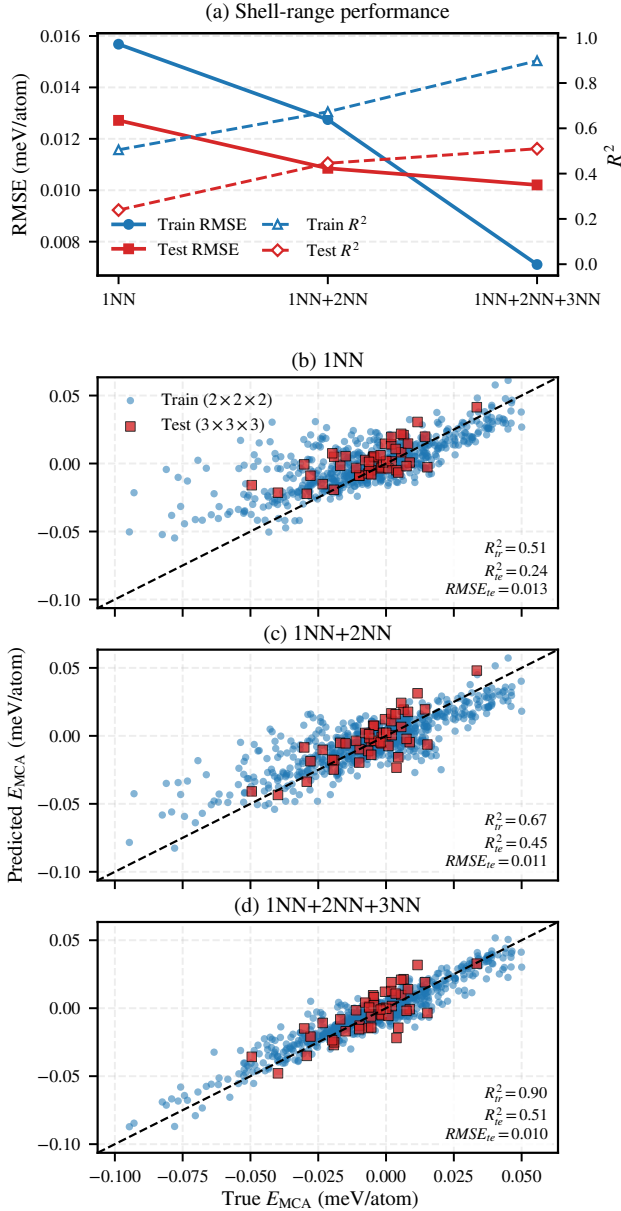 (a) Shell-range performance
0.016
0.014
0.012
0.010
0.008
RMSE (meV/atom)
1.0
0.8
0.6
0.4
0.2
0.0
R²
Train RMSE
Test RMSE
Train R²
Test R²
1NN
1NN+2NN
1NN+2NN+3NN
(b) 1NN
0.05
0.00
−0.05
−0.10
Train (2×2×2)
Test (3×3×3)
R²tr=0.51
R²te=0.24
RMSEte=0.013
(c) 1NN+2NN
0.05
0.00
−0.05
−0.10
Predicted EMCA (meV/atom)
R²tr=0.67
R²te=0.45
RMSEte=0.011
(d) 1NN+2NN+3NN
0.05
0.00
−0.05
−0.10
R²tr=0.90
R²te=0.51
RMSEte=0.010
−0.100
−0.075
−0.050
−0.025
0.000
0.025
0.050
True EMCA (meV/atom)